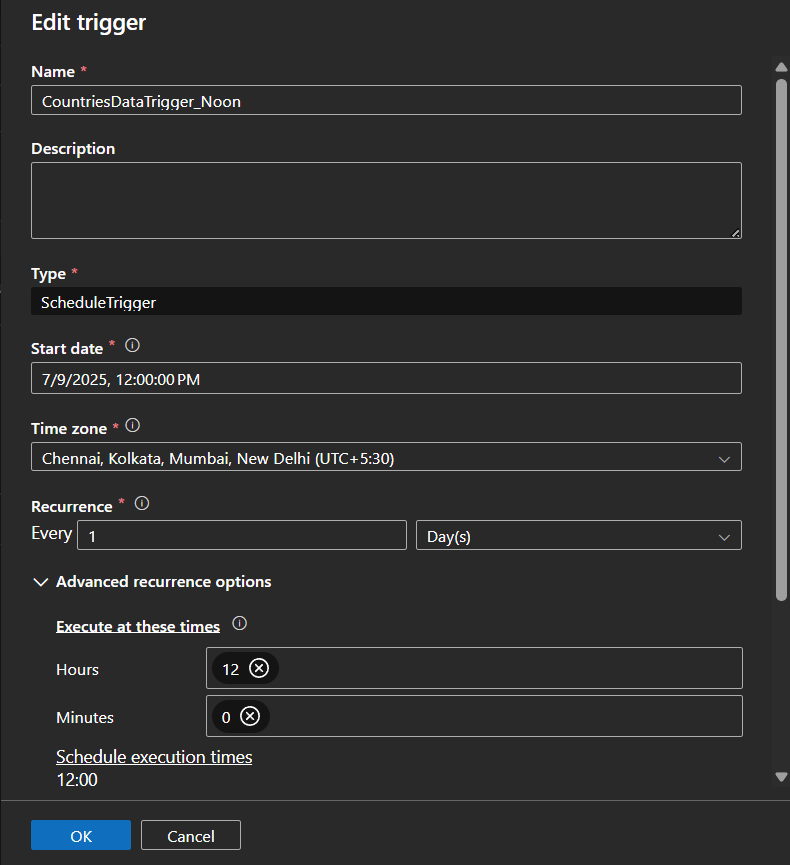 Edit trigger
Name *
CountriesDataTrigger_Noon
Description
Type *
ScheduleTrigger
Start date *
7/9/2025, 12:00:00 PM
Time zone *
Chennai, Kolkata, Mumbai, New Delhi (UTC+5:30)
Recurrence *
Every 1 Day(s)
Advanced recurrence options
Execute at these times
Hours 12
Minutes 0
Schedule execution times
12:00
OK Cancel